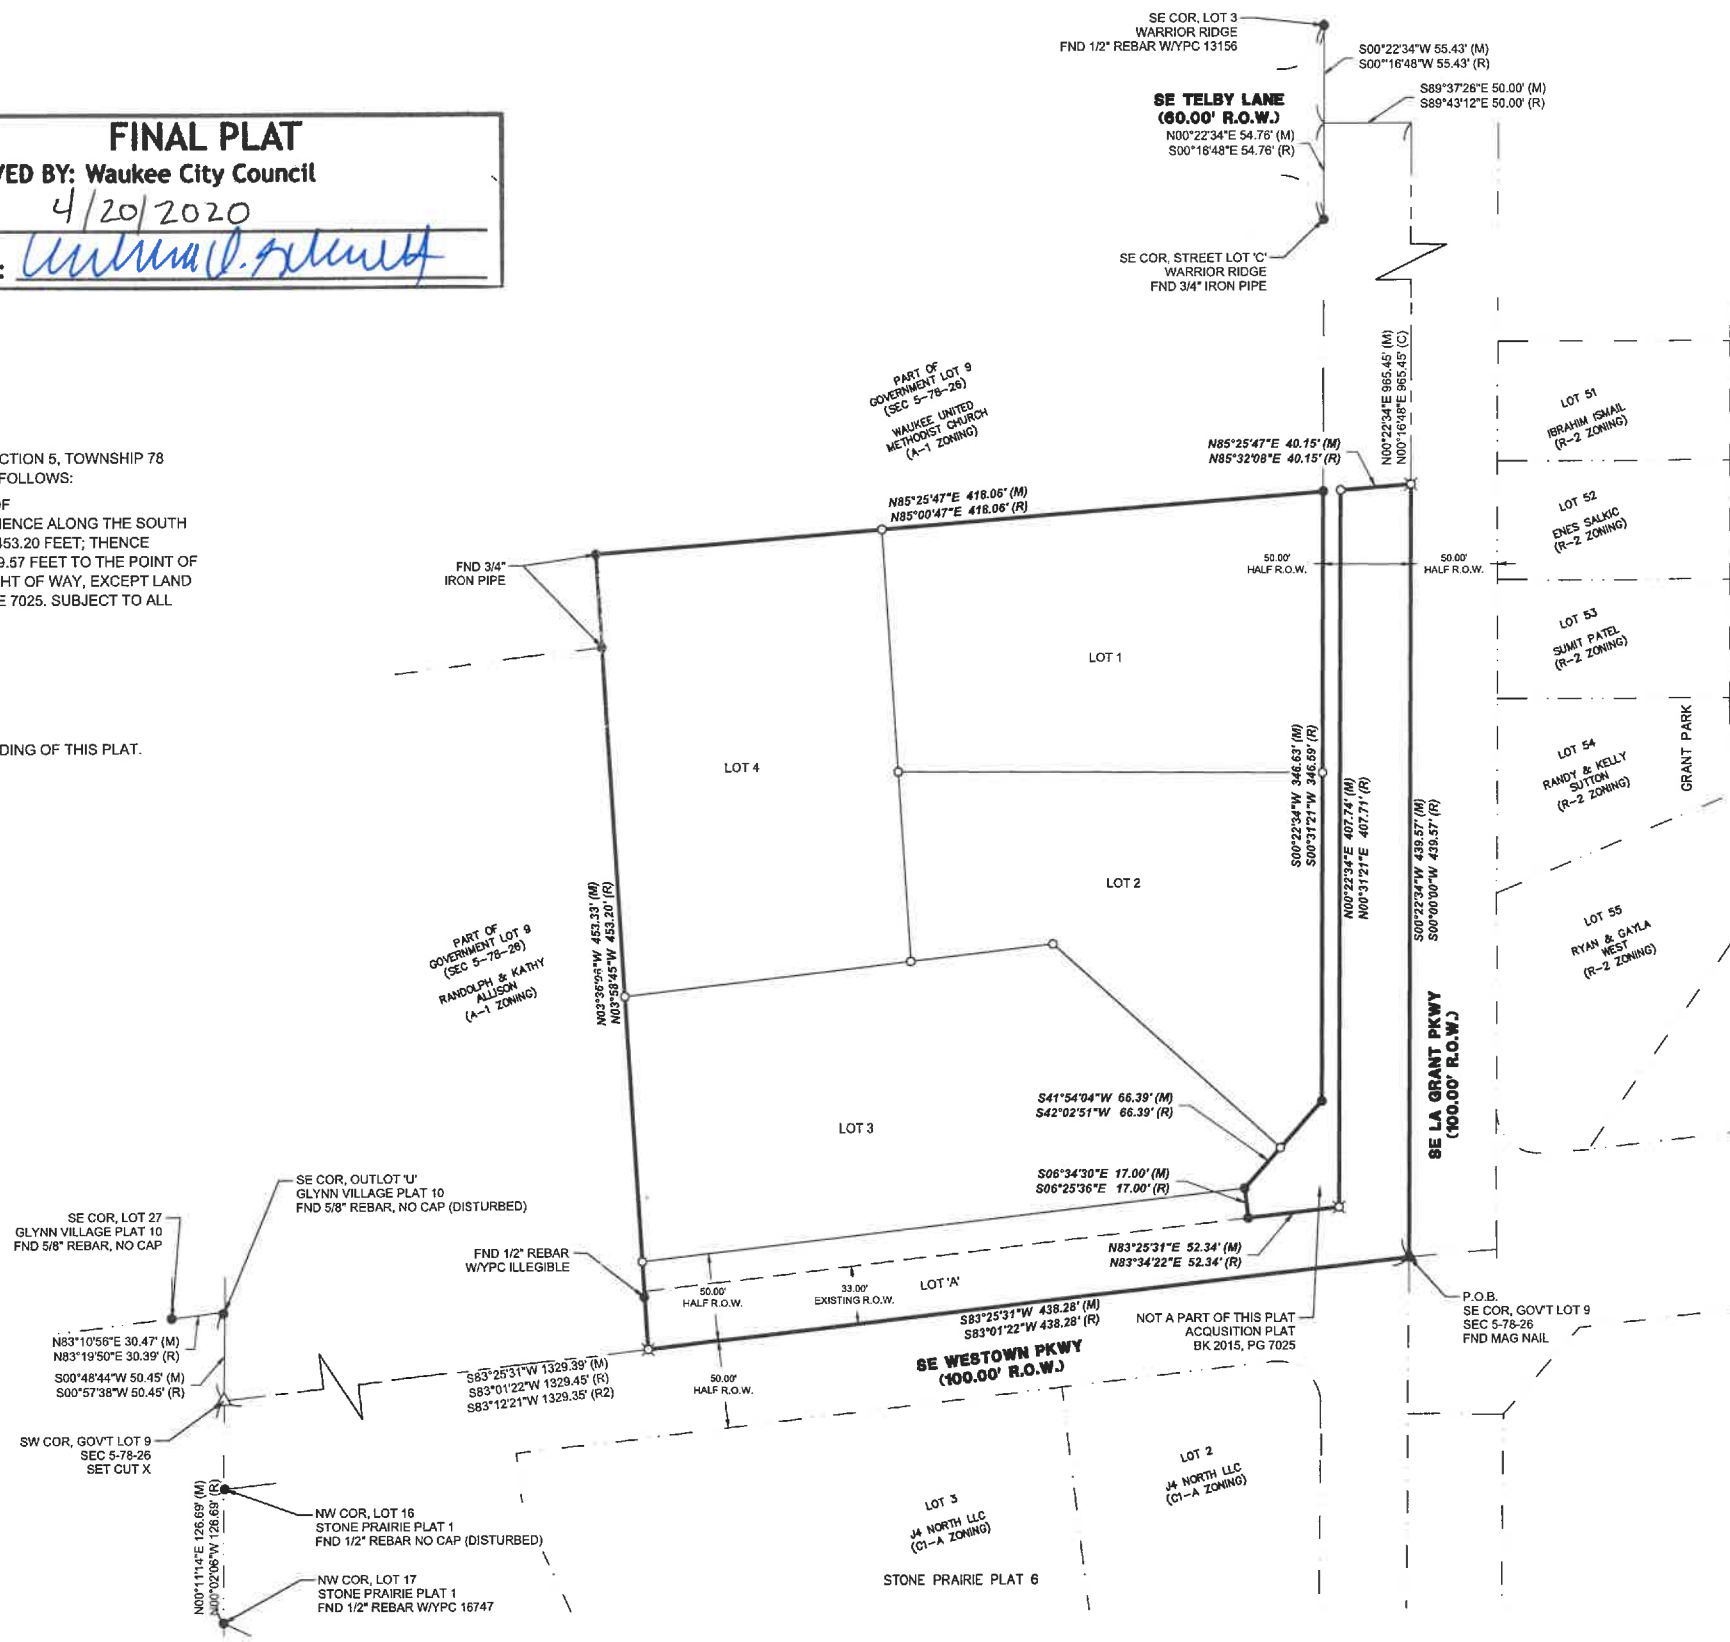 FINAL PLAT
VED BY: Waukee City Council
4/20/2020
:
CTION 5, TOWNSHIP 78
FOLLOWS:
OF
HENCE ALONG THE SOUTH
453.20 FEET; THENCE
9.57 FEET TO THE POINT OF
HT OF WAY, EXCEPT LAND
E 7025. SUBJECT TO ALL
DING OF THIS PLAT.
SE COR, LOT 3
WARRIOR RIDGE
FND 1/2" REBAR W/YPC 13156
S00°22'34"W 55.43' (M)
S00°16'48"W 55.43' (R)
S89°37'26"E 50.00' (M)
S89°43'12"E 50.00' (R)
SE TELBY LANE
(60.00' R.O.W.)
N00°22'34"E 54.76' (M)
S00°16'48"E 54.76' (R)
SE COR, STREET LOT 'C'
WARRIOR RIDGE
FND 3/4" IRON PIPE
N00°22'34"E 965.45' (M)
N00°16'48"E 965.45' (C)
PART OF
GOVERNMENT LOT 9
(SEC 5-78-26)
WAUKEE UNITED
METHODIST CHURCH
(A-1 ZONING)
N85°25'47"E 40.15' (M)
N85°32'08"E 40.15' (R)
N85°25'47"E 418.06' (M)
N85°00'47"E 418.06' (R)
FND 3/4"
IRON PIPE
50.00'
HALF R.O.W.
50.00'
HALF R.O.W.
LOT 51
IBRAHIM ISMAIL
(R-2 ZONING)
LOT 52
ENES SALKIC
(R-2 ZONING)
LOT 53
SUMIT PATEL
(R-2 ZONING)
LOT 54
RANDY & KELLY
SUTTON
(R-2 ZONING)
GRANT PARK
LOT 55
RYAN & GAYLA
WEST
(R-2 ZONING)
LOT 1
LOT 4
LOT 2
S00°22'34"W 346.63' (M)
S00°31'21"W 346.59' (R)
N00°22'34"E 407.74' (M)
N00°31'21"E 407.71' (R)
S00°22'34"W 439.57' (M)
S00°00'00"W 439.57' (R)
N03°36'06"W 453.33' (M)
N03°58'45"W 453.20' (R)
PART OF
GOVERNMENT LOT 9
(SEC 5-78-26)
RANDOLPH & KATHY
ALLISON
(A-1 ZONING)
SE LA GRANT PKWY
(100.00' R.O.W.)
S41°54'04"W 66.39' (M)
S42°02'51"W 66.39' (R)
LOT 3
S06°34'30"E 17.00' (M)
S06°25'36"E 17.00' (R)
SE COR, OUTLOT 'U'
GLYNN VILLAGE PLAT 10
FND 5/8" REBAR, NO CAP (DISTURBED)
SE COR, LOT 27
GLYNN VILLAGE PLAT 10
FND 5/8" REBAR, NO CAP
FND 1/2" REBAR
W/YPC ILLEGIBLE
N83°25'31"E 52.34' (M)
N83°34'22"E 52.34' (R)
50.00'
HALF R.O.W.
33.00'
EXISTING R.O.W.
LOT 'A'
S83°25'31"W 438.28' (M)
S83°01'22"W 438.28' (R)
NOT A PART OF THIS PLAT
ACQUSITION PLAT
BK 2015, PG 7025
P.O.B.
SE COR, GOV'T LOT 9
SEC 5-78-26
FND MAG NAIL
N83°10'56"E 30.47' (M)
N83°19'50"E 30.39' (R)
S00°48'44"W 50.45' (M)
S00°57'38"W 50.45' (R)
S83°25'31"W 1329.39' (M)
S83°01'22"W 1329.45' (R)
S83°12'21"W 1329.35' (R2)
SE WESTOWN PKWY
(100.00' R.O.W.)
50.00'
HALF R.O.W.
SW COR, GOV'T LOT 9
SEC 5-78-26
SET CUT X
N00°11'14"E 126.69' (M)
N00°02'06"W 126.69' (R)
NW COR, LOT 16
STONE PRAIRIE PLAT 1
FND 1/2" REBAR NO CAP (DISTURBED)
NW COR, LOT 17
STONE PRAIRIE PLAT 1
FND 1/2" REBAR W/YPC 16747
LOT 2
J4 NORTH LLC
(C1-A ZONING)
LOT 3
J4 NORTH LLC
(C1-A ZONING)
STONE PRAIRIE PLAT 6